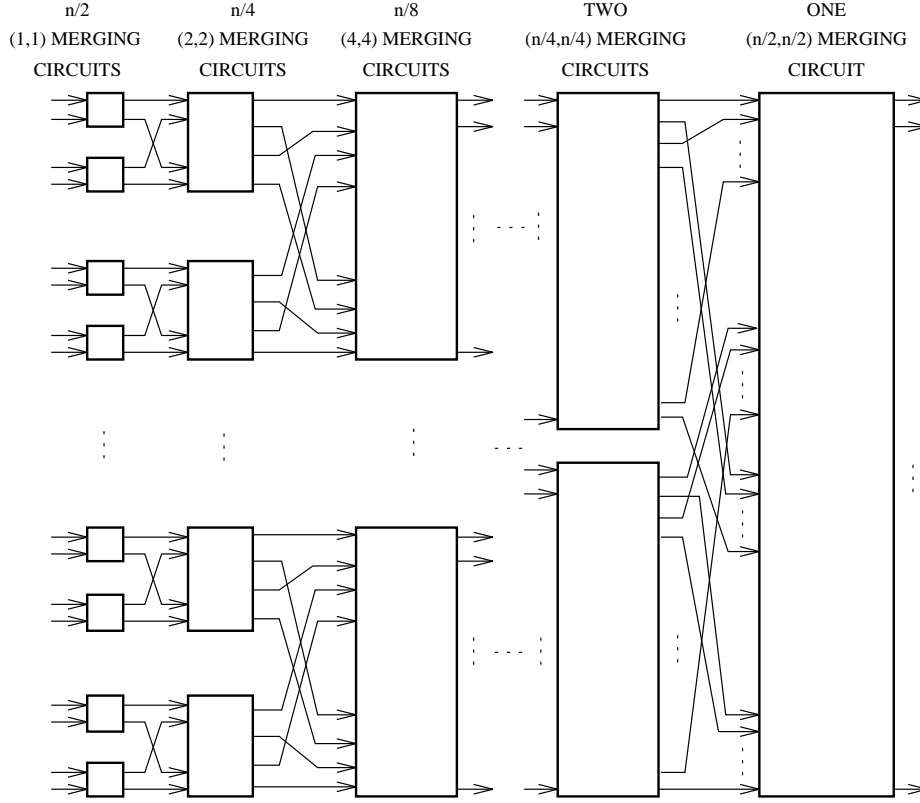 n/2
(1,1) MERGING
CIRCUITS
n/4
(2,2) MERGING
CIRCUITS
n/8
(4,4) MERGING
CIRCUITS
TWO
(n/4,n/4) MERGING
CIRCUITS
ONE
(n/2,n/2) MERGING
CIRCUIT